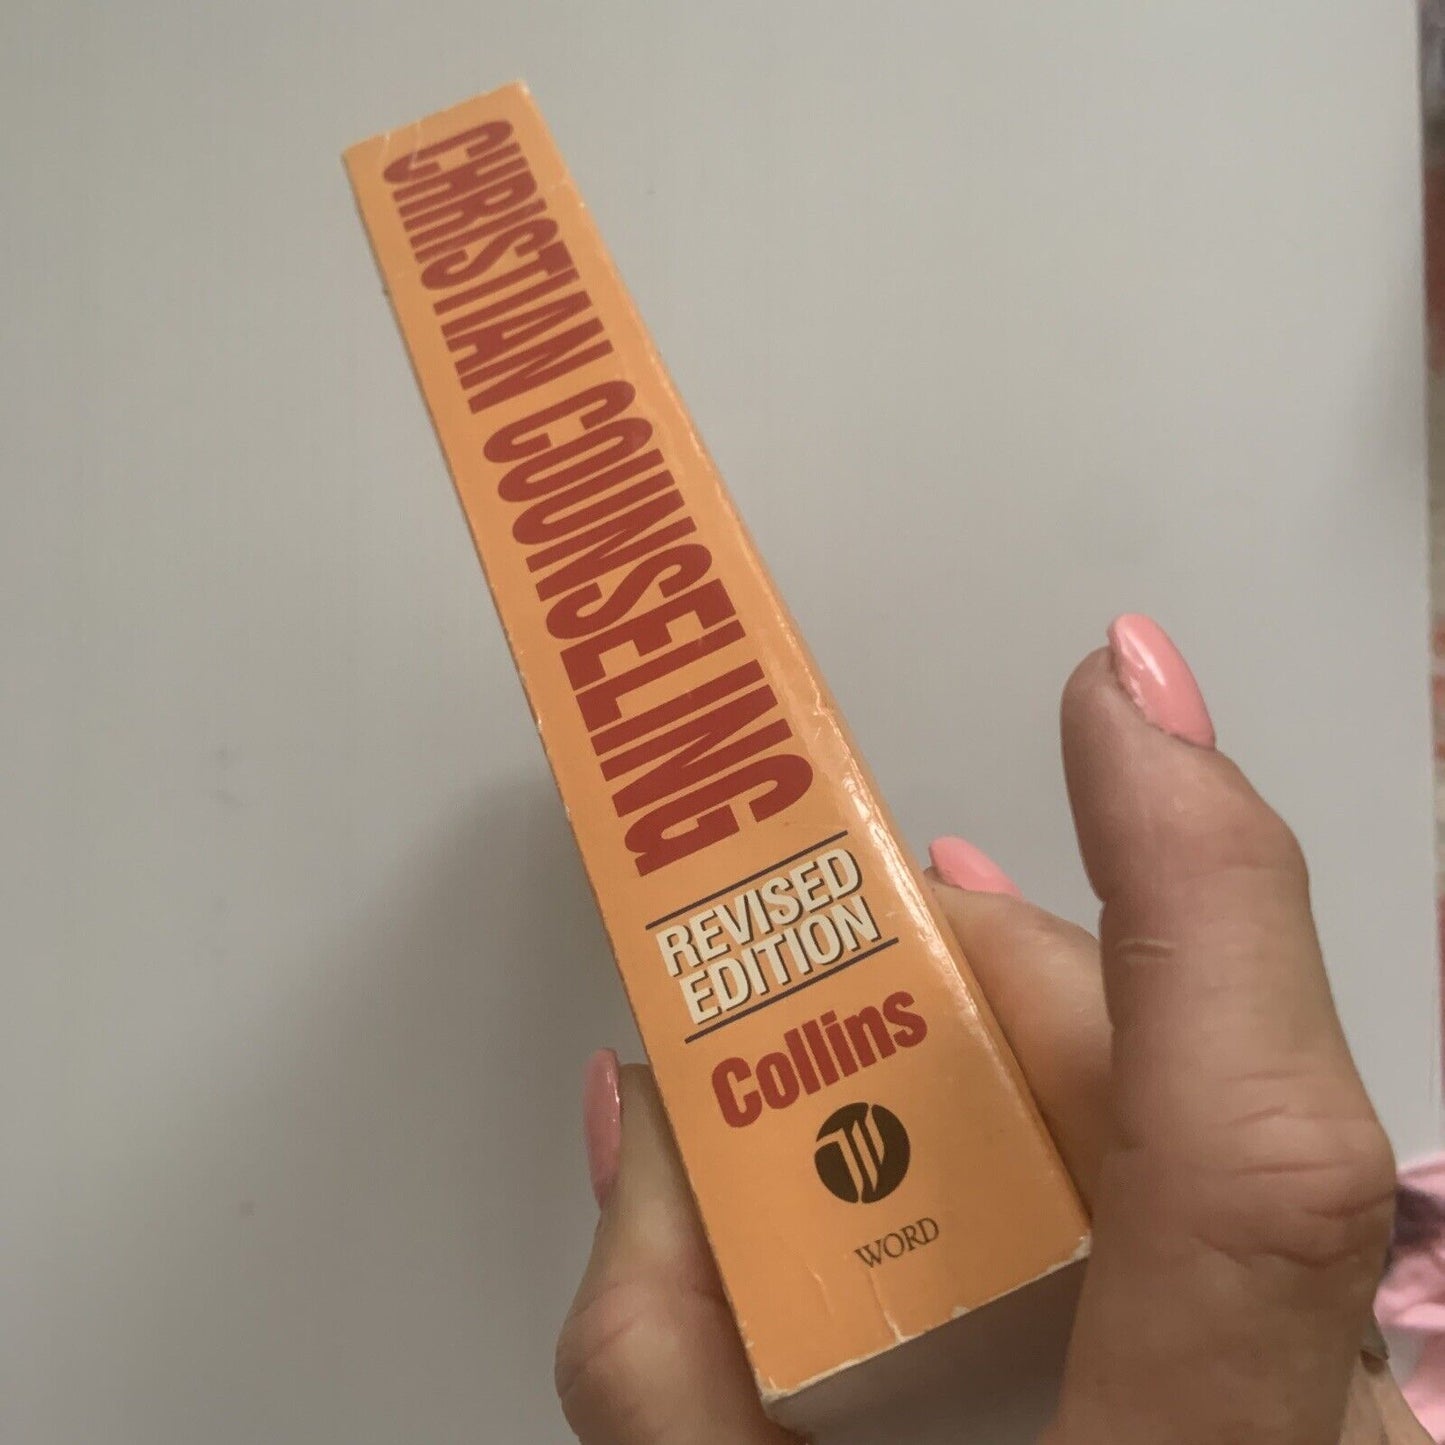 CHRISTIAN COUNSELING
REVISED
EDITION
Collins
WORD